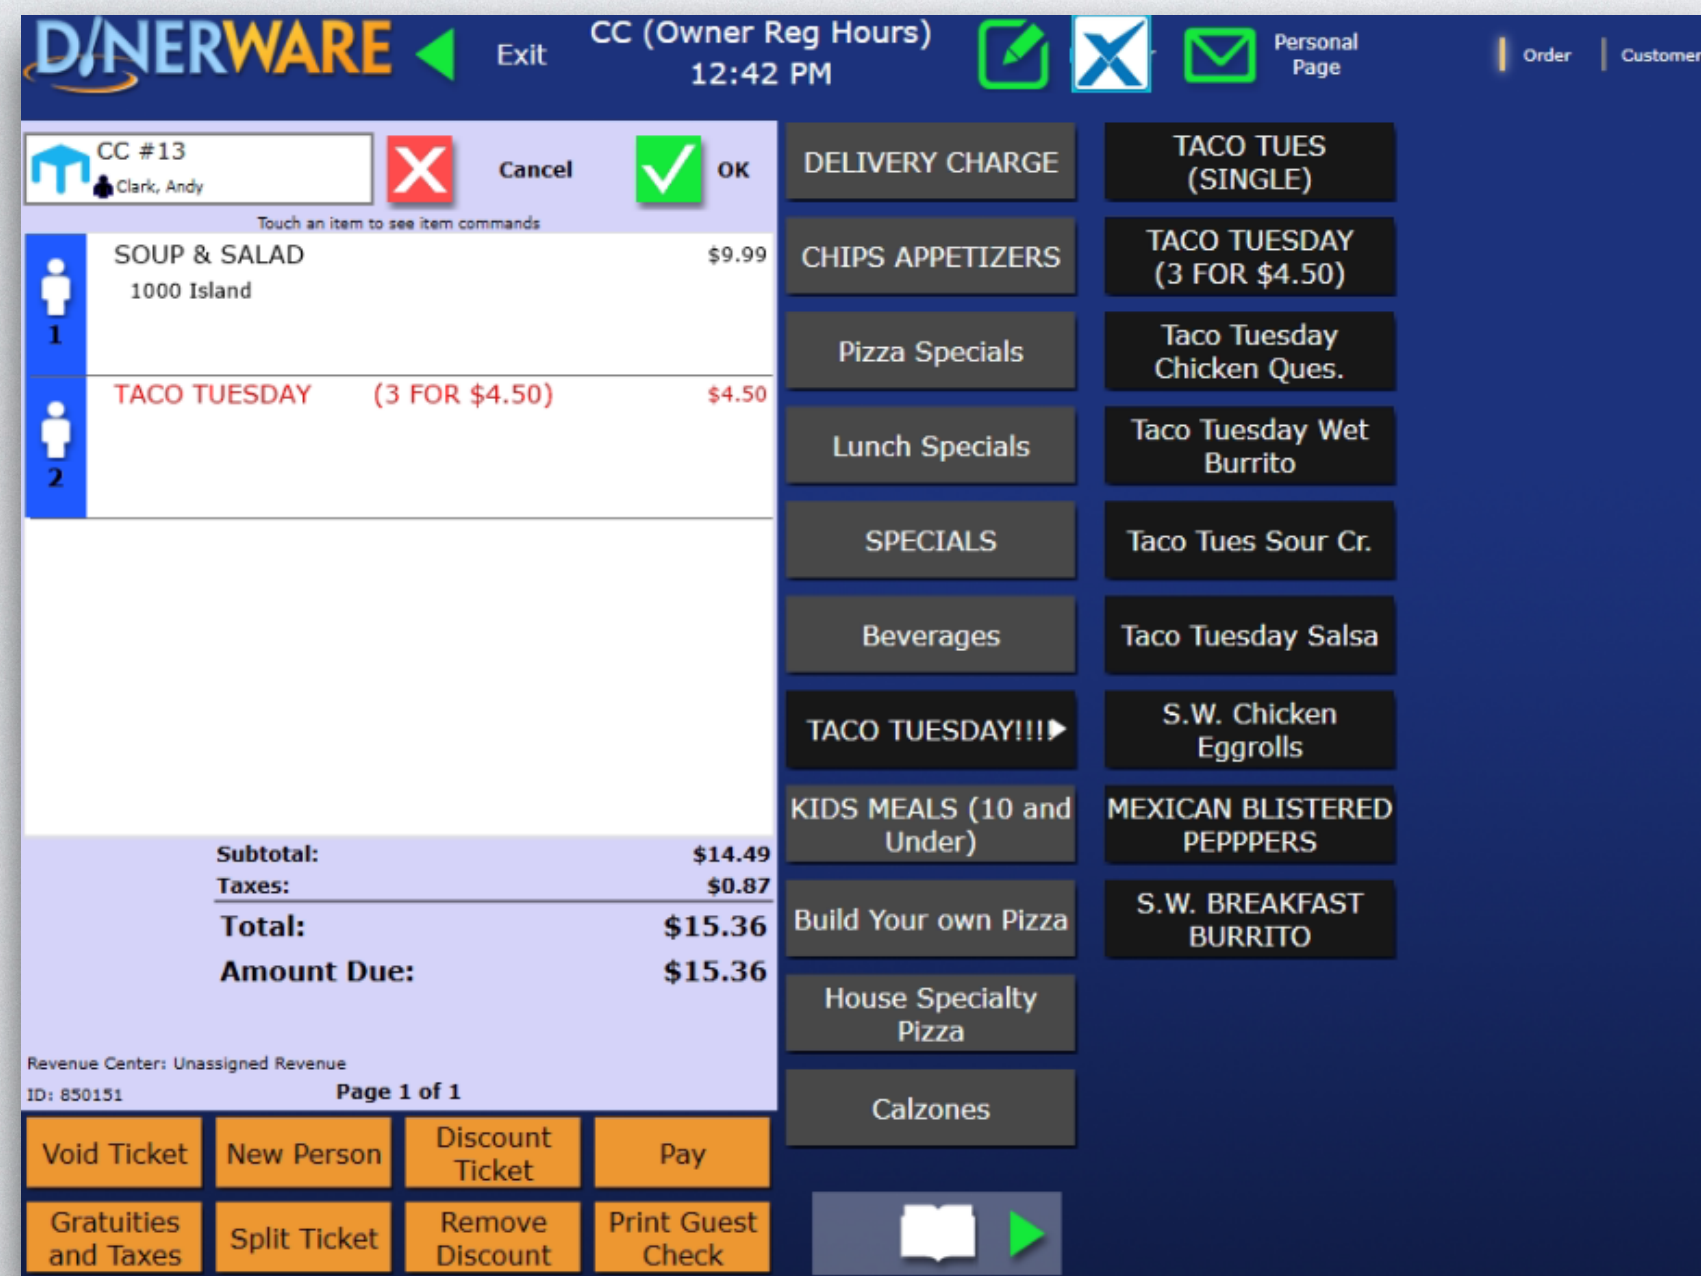 DINERWARE
Exit
CC (Owner Reg Hours)
12:42 PM
Personal
Page
Order
Customer
CC #13
Clark, Andy
Cancel
OK
Touch an item to see item commands
SOUP & SALAD $9.99
1000 Island
1
TACO TUESDAY (3 FOR $4.50) $4.50
2
Subtotal: $14.49
Taxes: $0.87
Total: $15.36
Amount Due: $15.36
Revenue Center: Unassigned Revenue
ID: 850151
Page 1 of 1
Void Ticket
New Person
Discount
Ticket
Pay
Gratuities
and Taxes
Split Ticket
Remove
Discount
Print Guest
Check
DELIVERY CHARGE
CHIPS APPETIZERS
Pizza Specials
Lunch Specials
SPECIALS
Beverages
TACO TUESDAY!!!!
KIDS MEALS (10 and
Under)
Build Your own Pizza
House Specialty
Pizza
Calzones
TACO TUES
(SINGLE)
TACO TUESDAY
(3 FOR $4.50)
Taco Tuesday
Chicken Ques.
Taco Tuesday Wet
Burrito
Taco Tues Sour Cr.
Taco Tuesday Salsa
S.W. Chicken
Eggrolls
MEXICAN BLISTERED
PEPPPERS
S.W. BREAKFAST
BURRITO